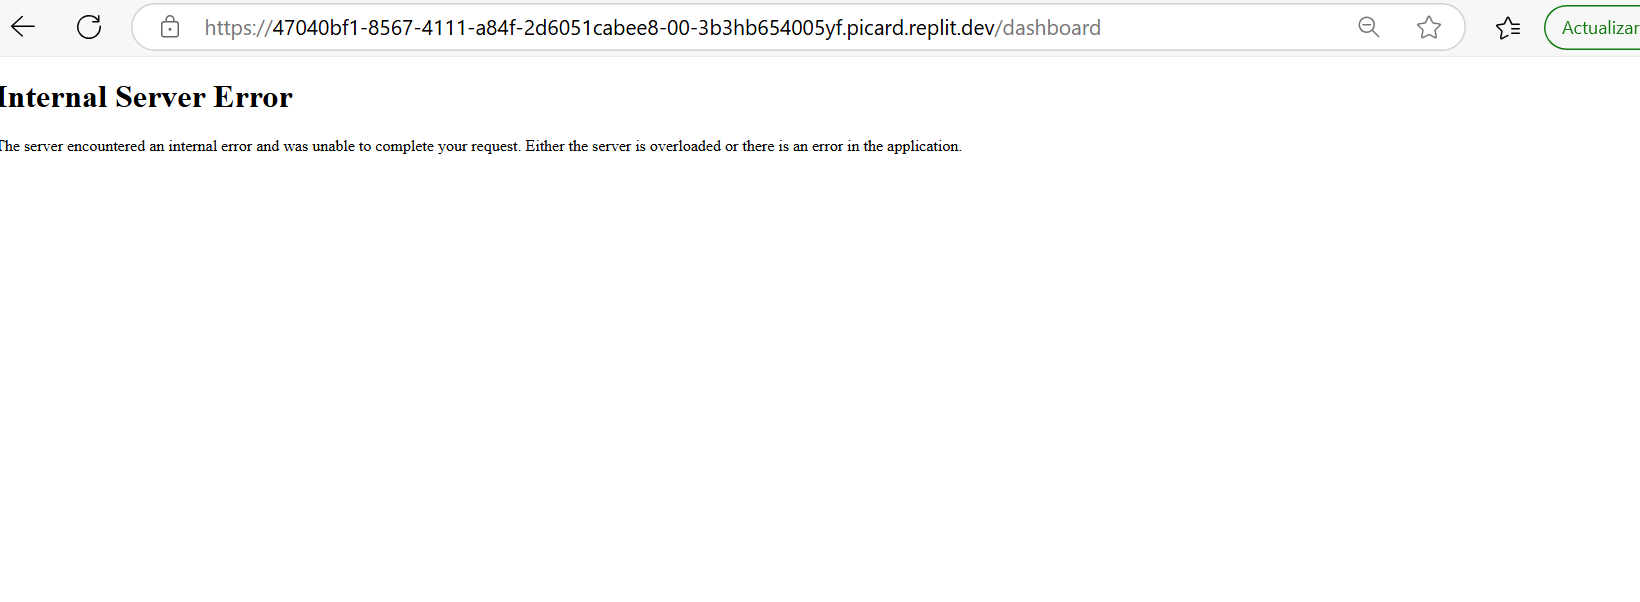 https://47040bf1-8567-4111-a84f-2d6051cabee8-00-3b3hb654005yf.picard.replit.dev/dashboard
Actualizar
Internal Server Error
The server encountered an internal error and was unable to complete your request. Either the server is overloaded or there is an error in the application.